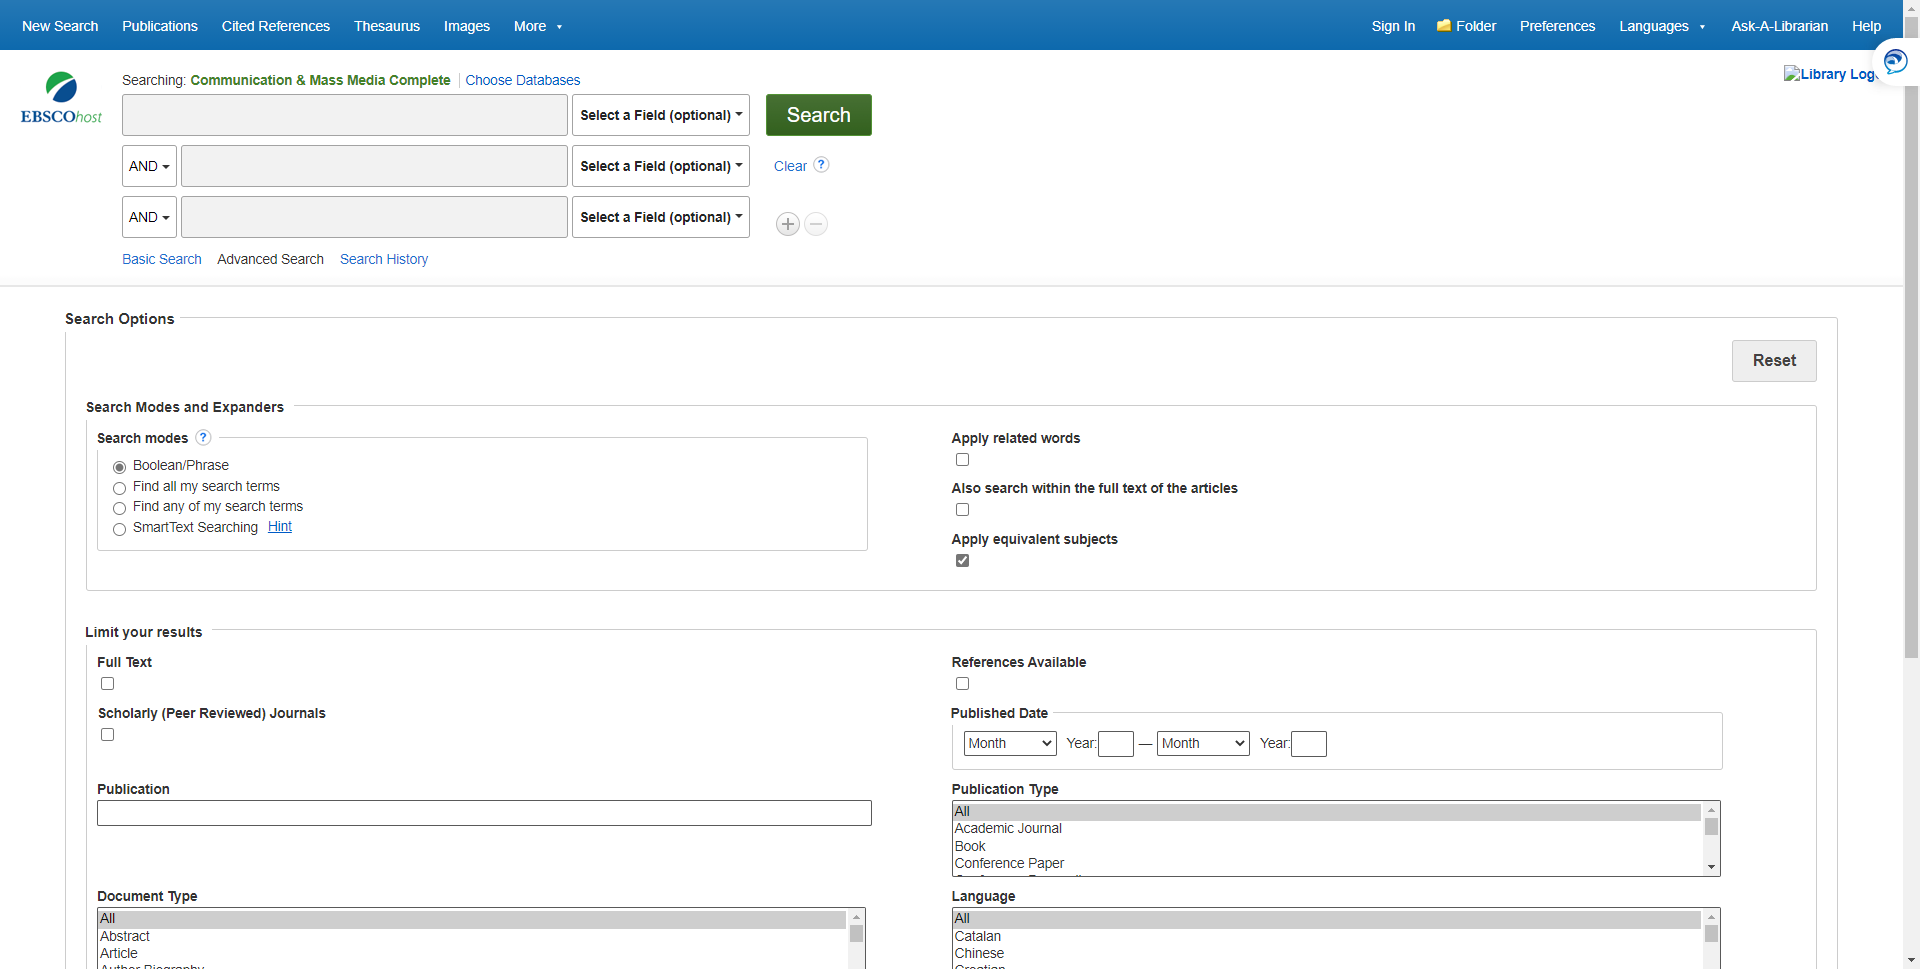 New Search Publications Cited References Thesaurus Images More Sign In Folder Preferences Languages Ask-A-Librarian Help
Library Log
EBSCOhost
Searching: Communication & Mass Media Complete Choose Databases
Select a Field (optional) Search
AND Select a Field (optional) Clear ?
AND Select a Field (optional)
Basic Search Advanced Search Search History
Search Options
Reset
Search Modes and Expanders
Search modes ?
Boolean/Phrase
Find all my search terms
Find any of my search terms
SmartText Searching Hint
Apply related words
Also search within the full text of the articles
Apply equivalent subjects
Limit your results
Full Text
References Available
Scholarly (Peer Reviewed) Journals
Published Date
Month Year: — Month Year:
Publication
Publication Type
All
Academic Journal
Book
Conference Paper
Document Type
All
Abstract
Article
Author Biography
Language
All
Catalan
Chinese
Croatian